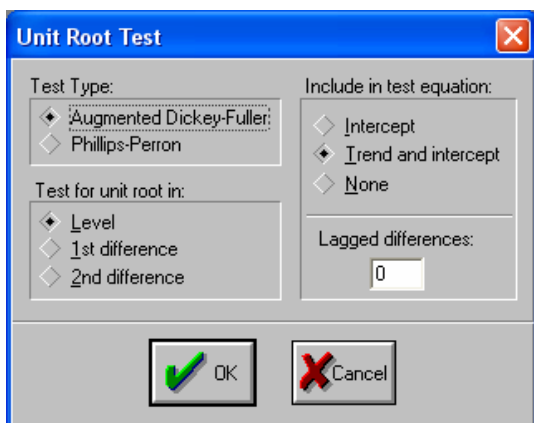 Unit Root Test
Test Type:
Augmented Dickey-Fuller
Phillips-Perron
Test for unit root in:
Level
1st difference
2nd difference
Include in test equation:
Intercept
Trend and intercept
None
Lagged differences:
0
OK
Cancel